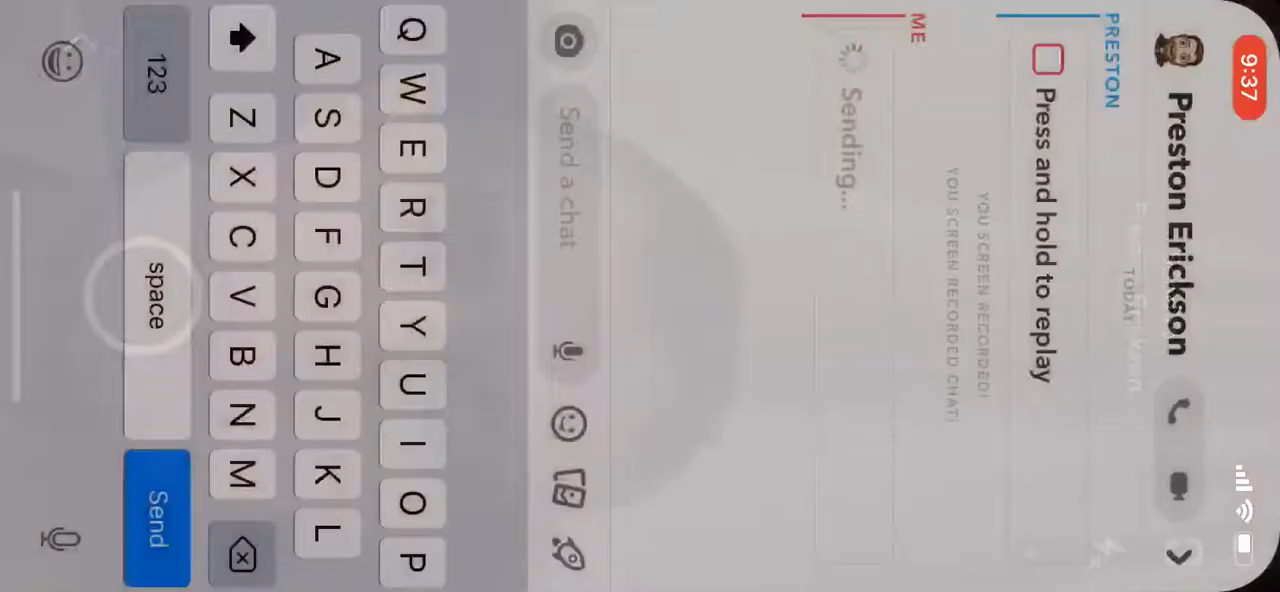 9:37
Preston Erickson
TODAY
PRESTON
Press and hold to replay
YOU SCREEN RECORDED!
YOU SCREEN RECORDED CHAT!
ME
Sending...
Send a chat
Q W E R T Y U I O P
A S D F G H J K L
Z X C V B N M
123 space Send